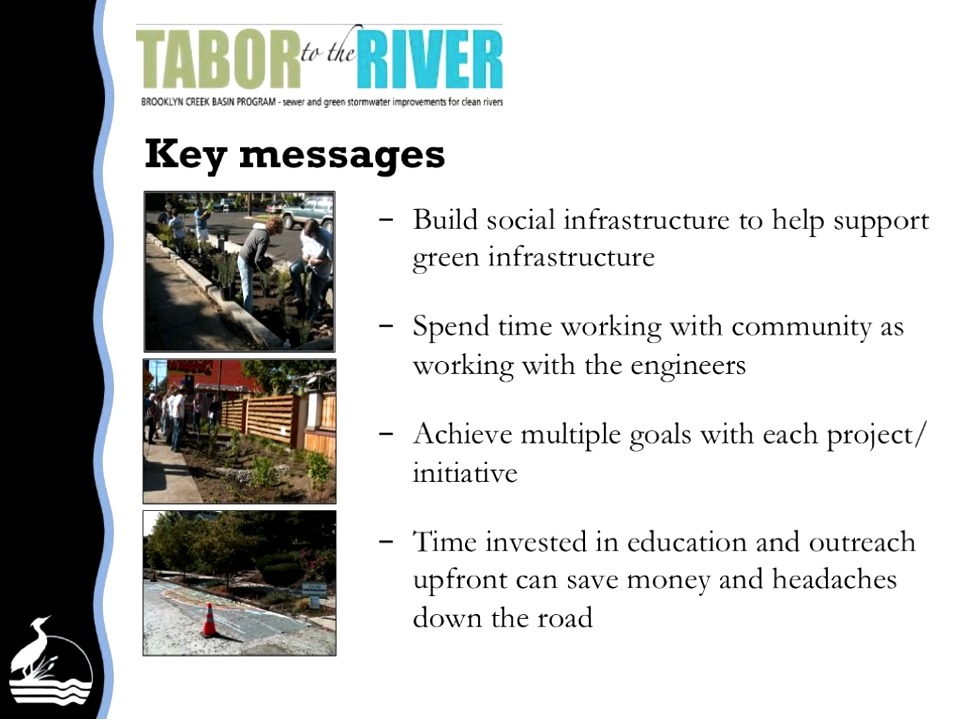 TABOR to the RIVER
BROOKLYN CREEK BASIN PROGRAM - sewer and green stormwater improvements for clean rivers
Key messages
– Build social infrastructure to help support
green infrastructure
– Spend time working with community as
working with the engineers
– Achieve multiple goals with each project/
initiative
– Time invested in education and outreach
upfront can save money and headaches
down the road